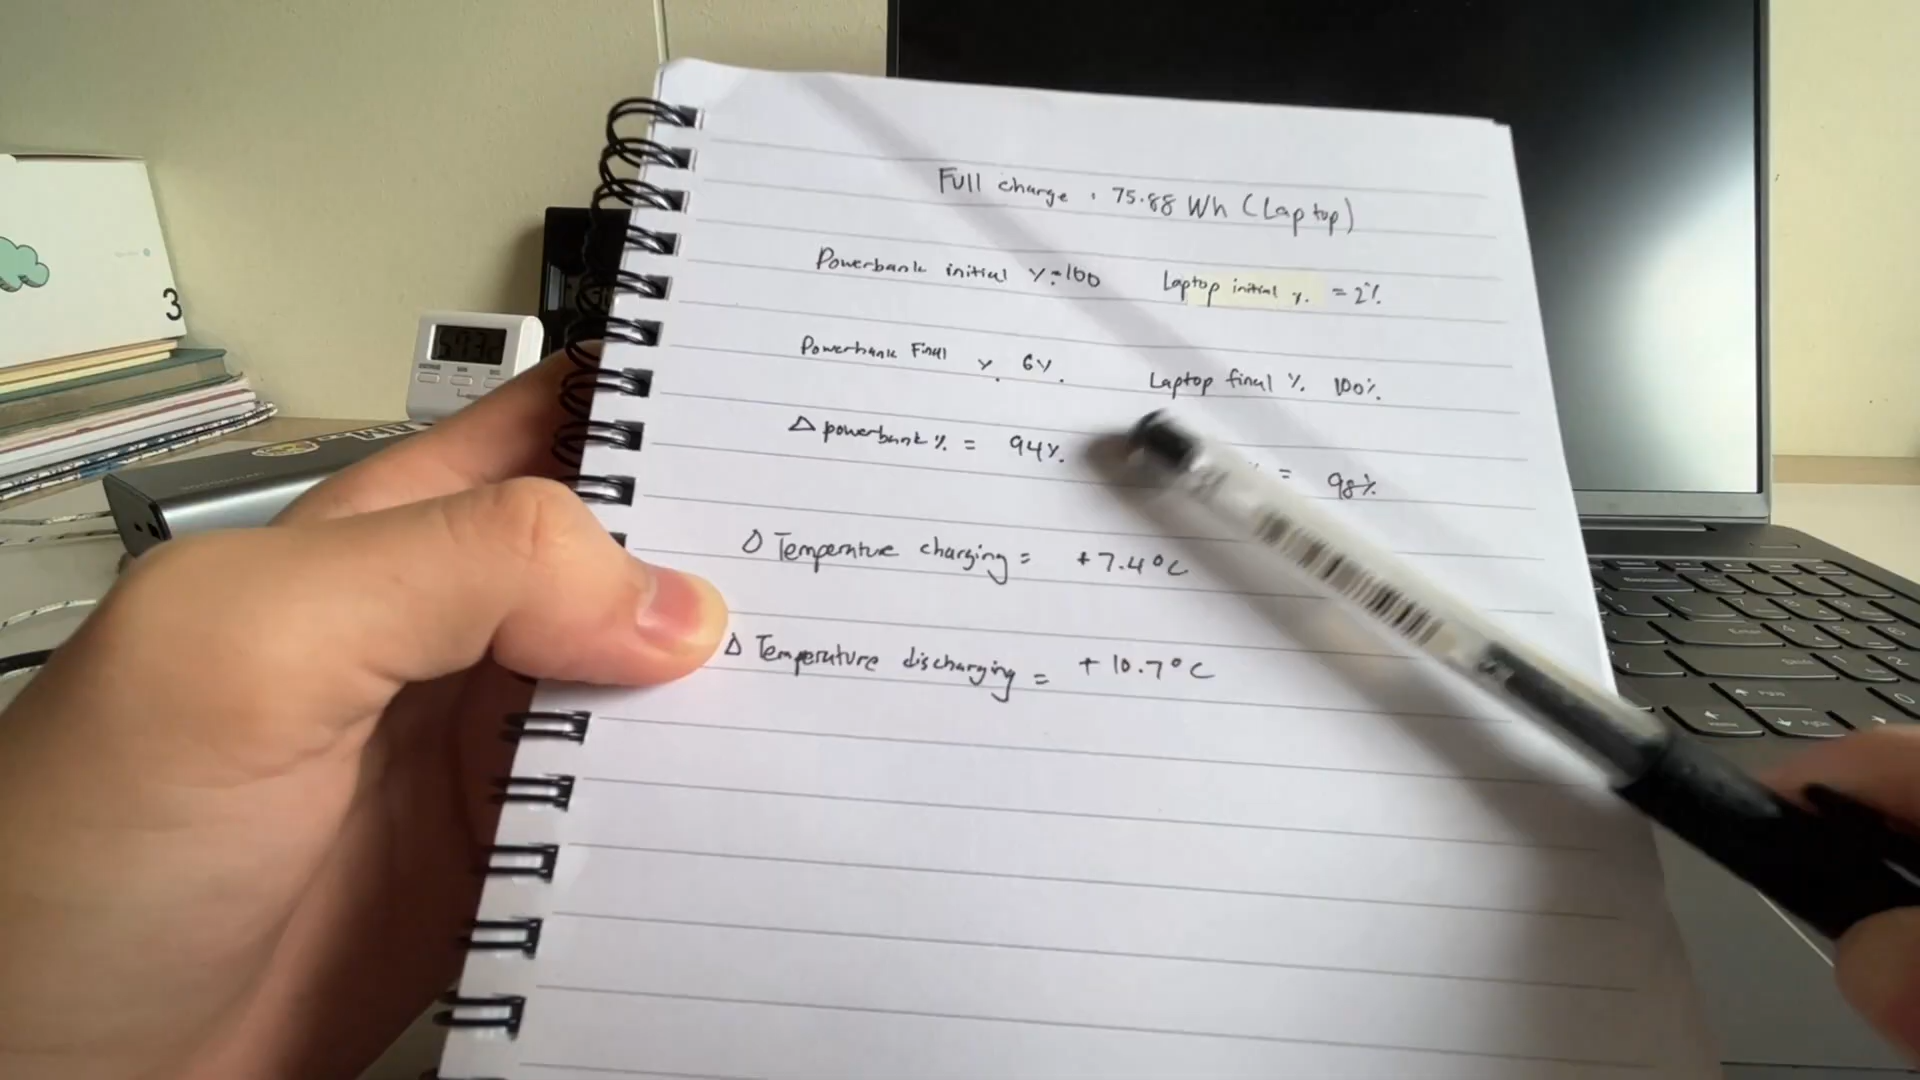 Full charge : 75.88 Wh (Laptop)
Powerbank initial % = 100 Laptop initial % = 2%
Powerbank Final % 6% Laptop final % 100%
Δ powerbank % = 94% % = 98%
Δ Temperature charging = +7.4°C
Δ Temperature discharging = +10.7°C
3